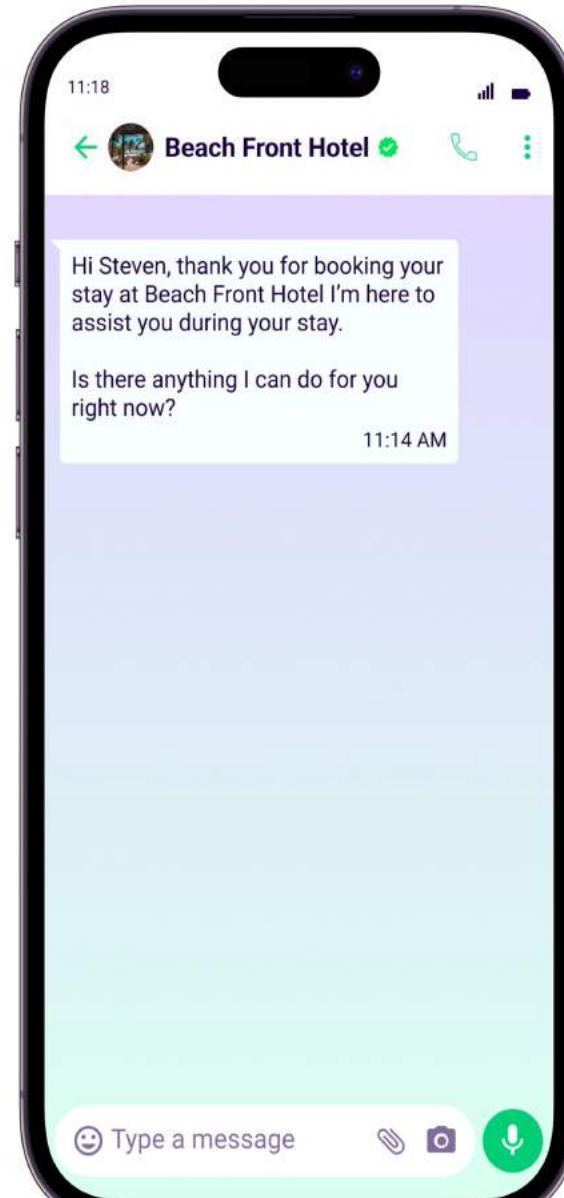 11:18
Beach Front Hotel
Hi Steven, thank you for booking your
stay at Beach Front Hotel I'm here to
assist you during your stay.
Is there anything I can do for you
right now?
11:14 AM
Type a message